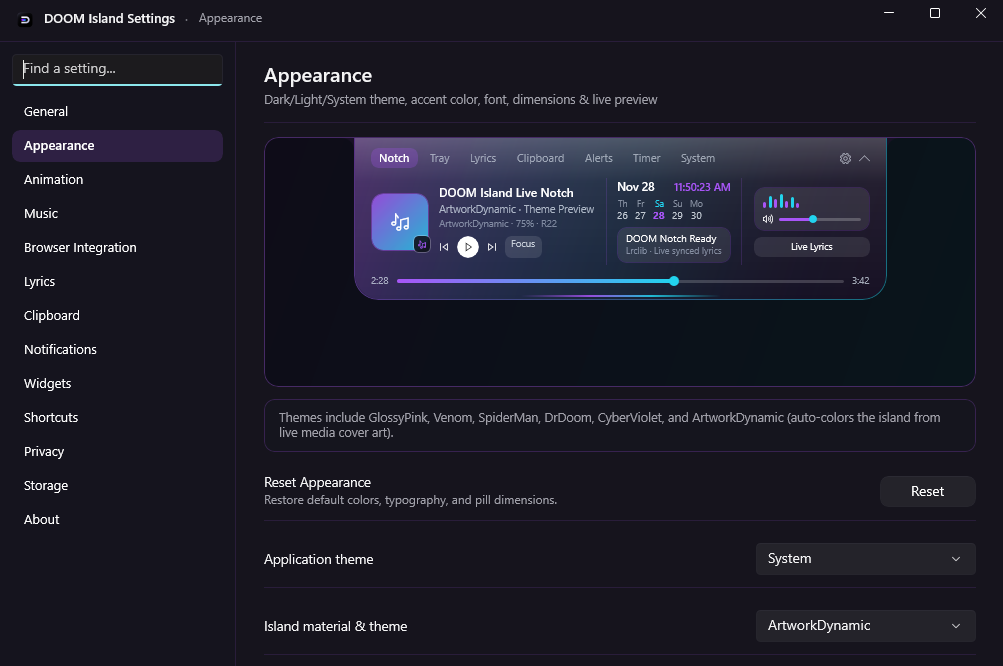 DOOM Island Settings · Appearance
Find a setting...
General
Appearance
Animation
Music
Browser Integration
Lyrics
Clipboard
Notifications
Widgets
Shortcuts
Privacy
Storage
About
Appearance
Dark/Light/System theme, accent color, font, dimensions & live preview
Notch Tray Lyrics Clipboard Alerts Timer System
DOOM Island Live Notch
ArtworkDynamic · Theme Preview
ArtworkDynamic · 75% · R22
Focus
Nov 28 11:50:23 AM
Th Fr Sa Su Mo
26 27 28 29 30
DOOM Notch Ready
Lrclib · Live synced lyrics
Live Lyrics
2:28 3:42
Themes include GlossyPink, Venom, SpiderMan, DrDoom, CyberViolet, and ArtworkDynamic (auto-colors the island from
live media cover art).
Reset Appearance
Restore default colors, typography, and pill dimensions.
Reset
Application theme
System
Island material & theme
ArtworkDynamic